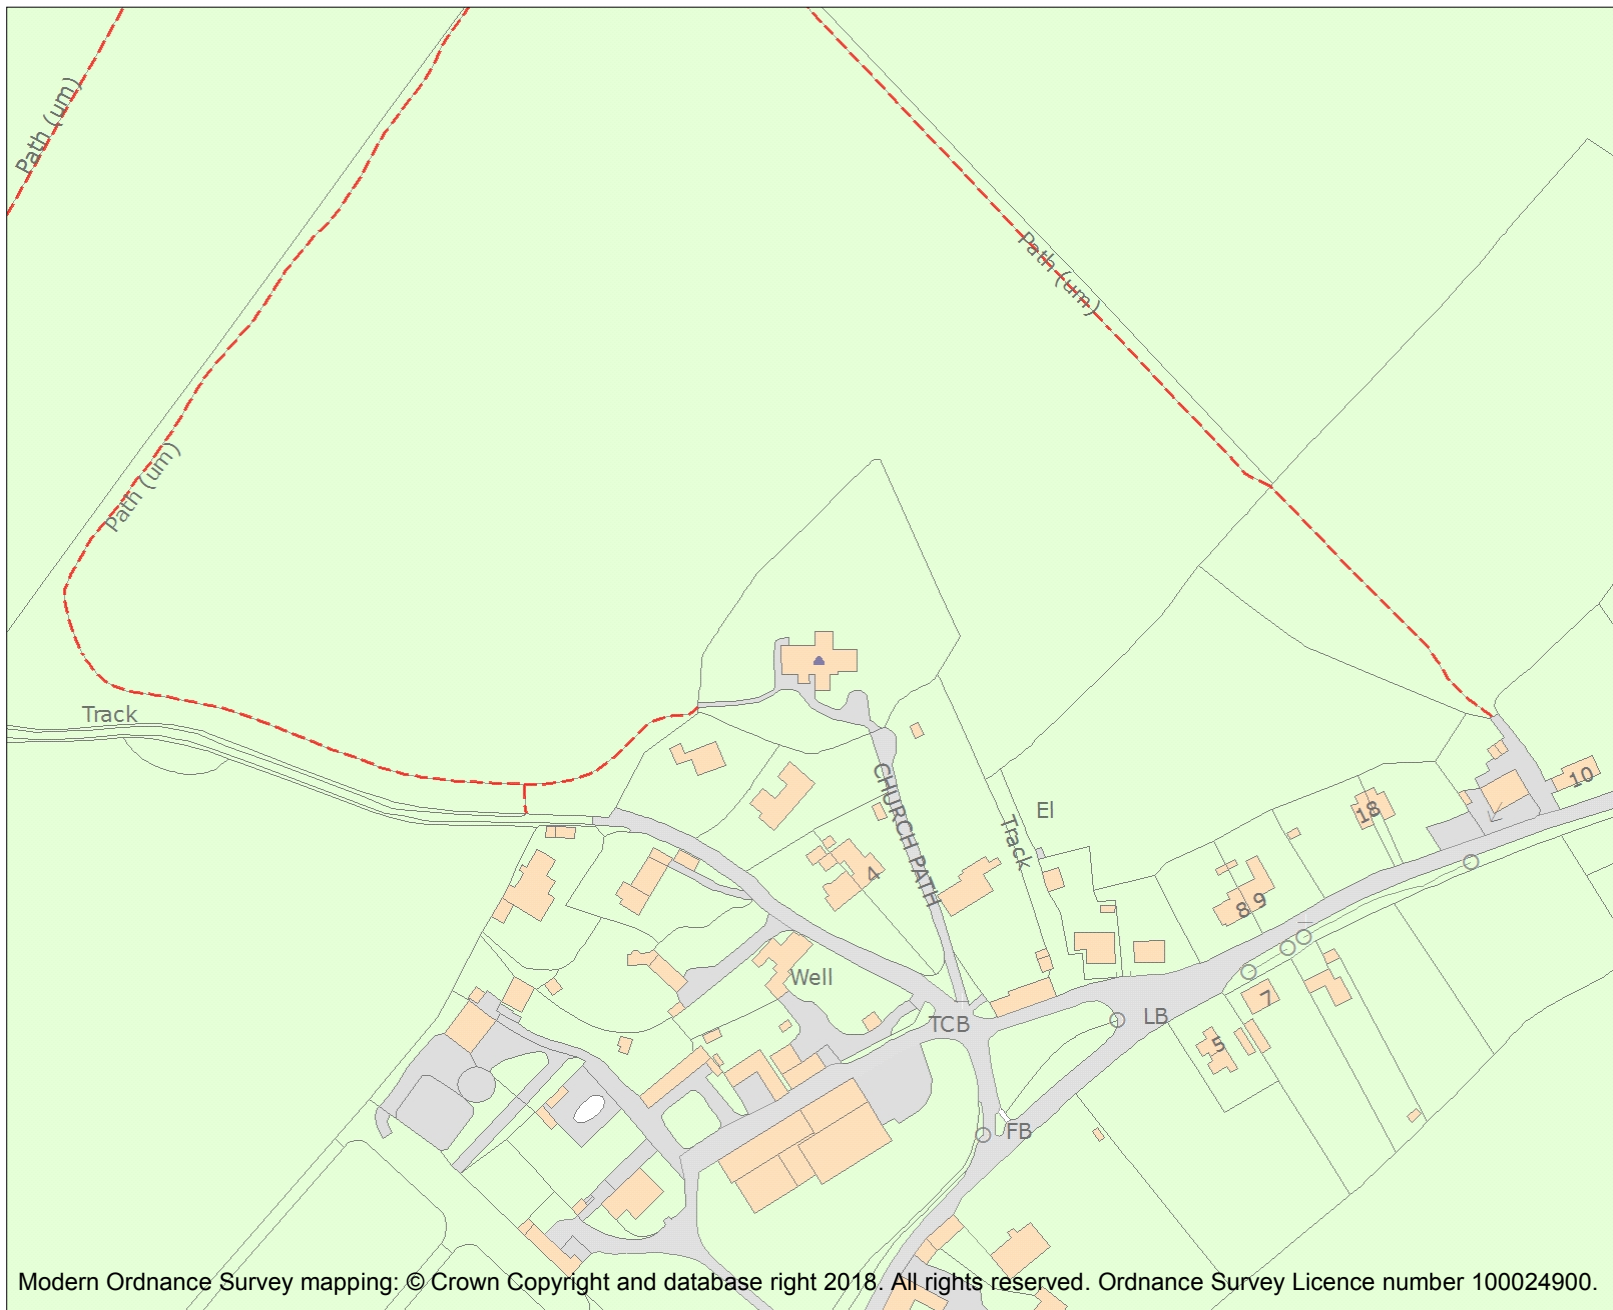 Path (um)
Path (um)
Path (um)
Track
CHURCH PATH
El
Track
10
18
4
8 9
Well
7
LB
TCB
5
FB
Modern Ordnance Survey mapping: © Crown Copyright and database right 2018. All rights reserved. Ordnance Survey Licence number 100024900.